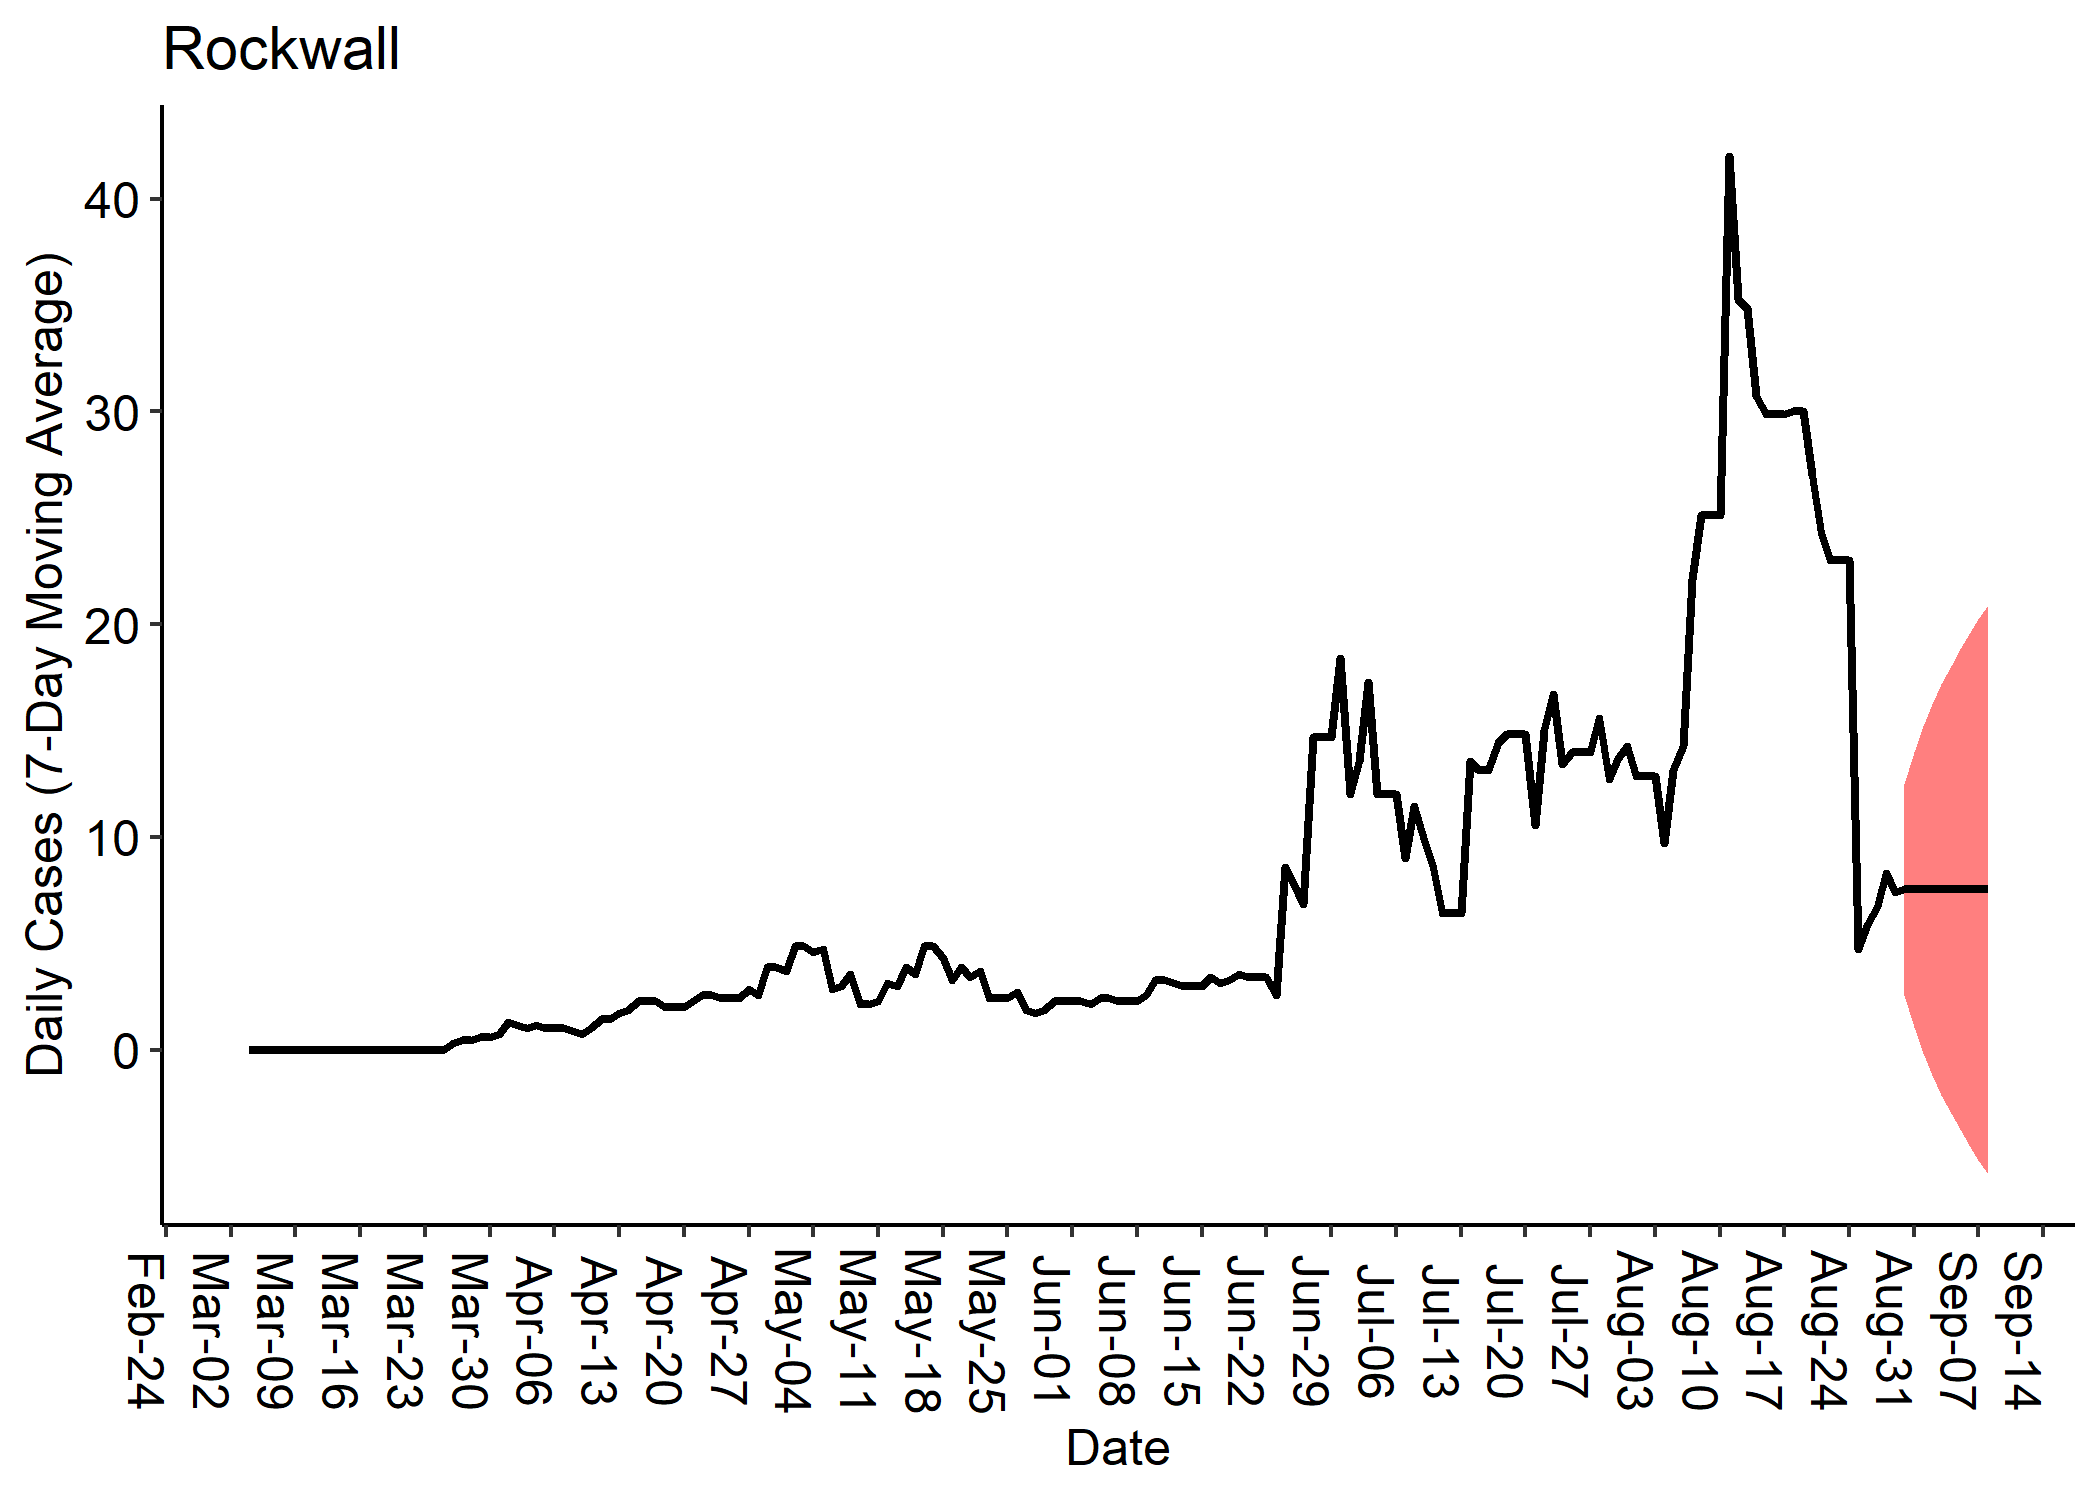 Rockwall
Daily Cases (7-Day Moving Average)
40
30
20
10
0
Feb-24
Mar-02
Mar-09
Mar-16
Mar-23
Mar-30
Apr-06
Apr-13
Apr-20
Apr-27
May-04
May-11
May-18
May-25
Jun-01
Jun-08
Jun-15
Jun-22
Jun-29
Jul-06
Jul-13
Jul-20
Jul-27
Aug-03
Aug-10
Aug-17
Aug-24
Aug-31
Sep-07
Sep-14
Date